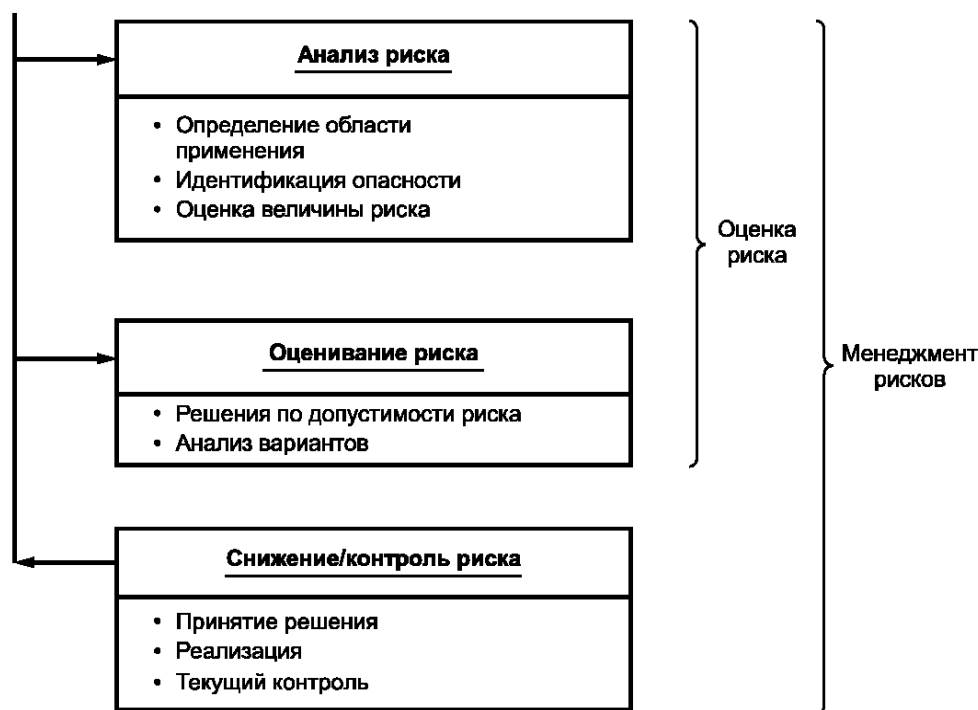 Анализ риска
• Определение области
применения
• Идентификация опасности
• Оценка величины риска
Оценка
риска
Оценивание риска
• Решения по допустимости риска
• Анализ вариантов
Менеджмент
рисков
Снижение/контроль риска
• Принятие решения
• Реализация
• Текущий контроль